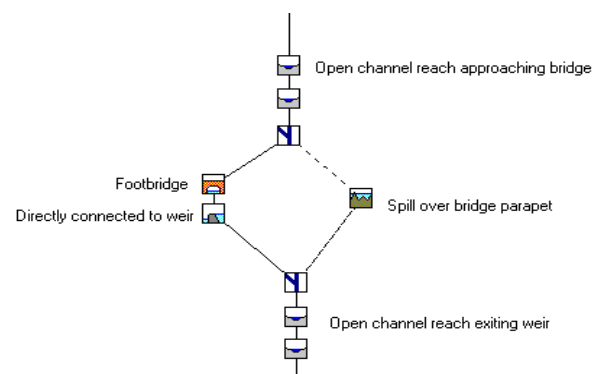 Open channel reach approaching bridge
Footbridge
Directly connected to weir
Spill over bridge parapet
Open channel reach exiting weir